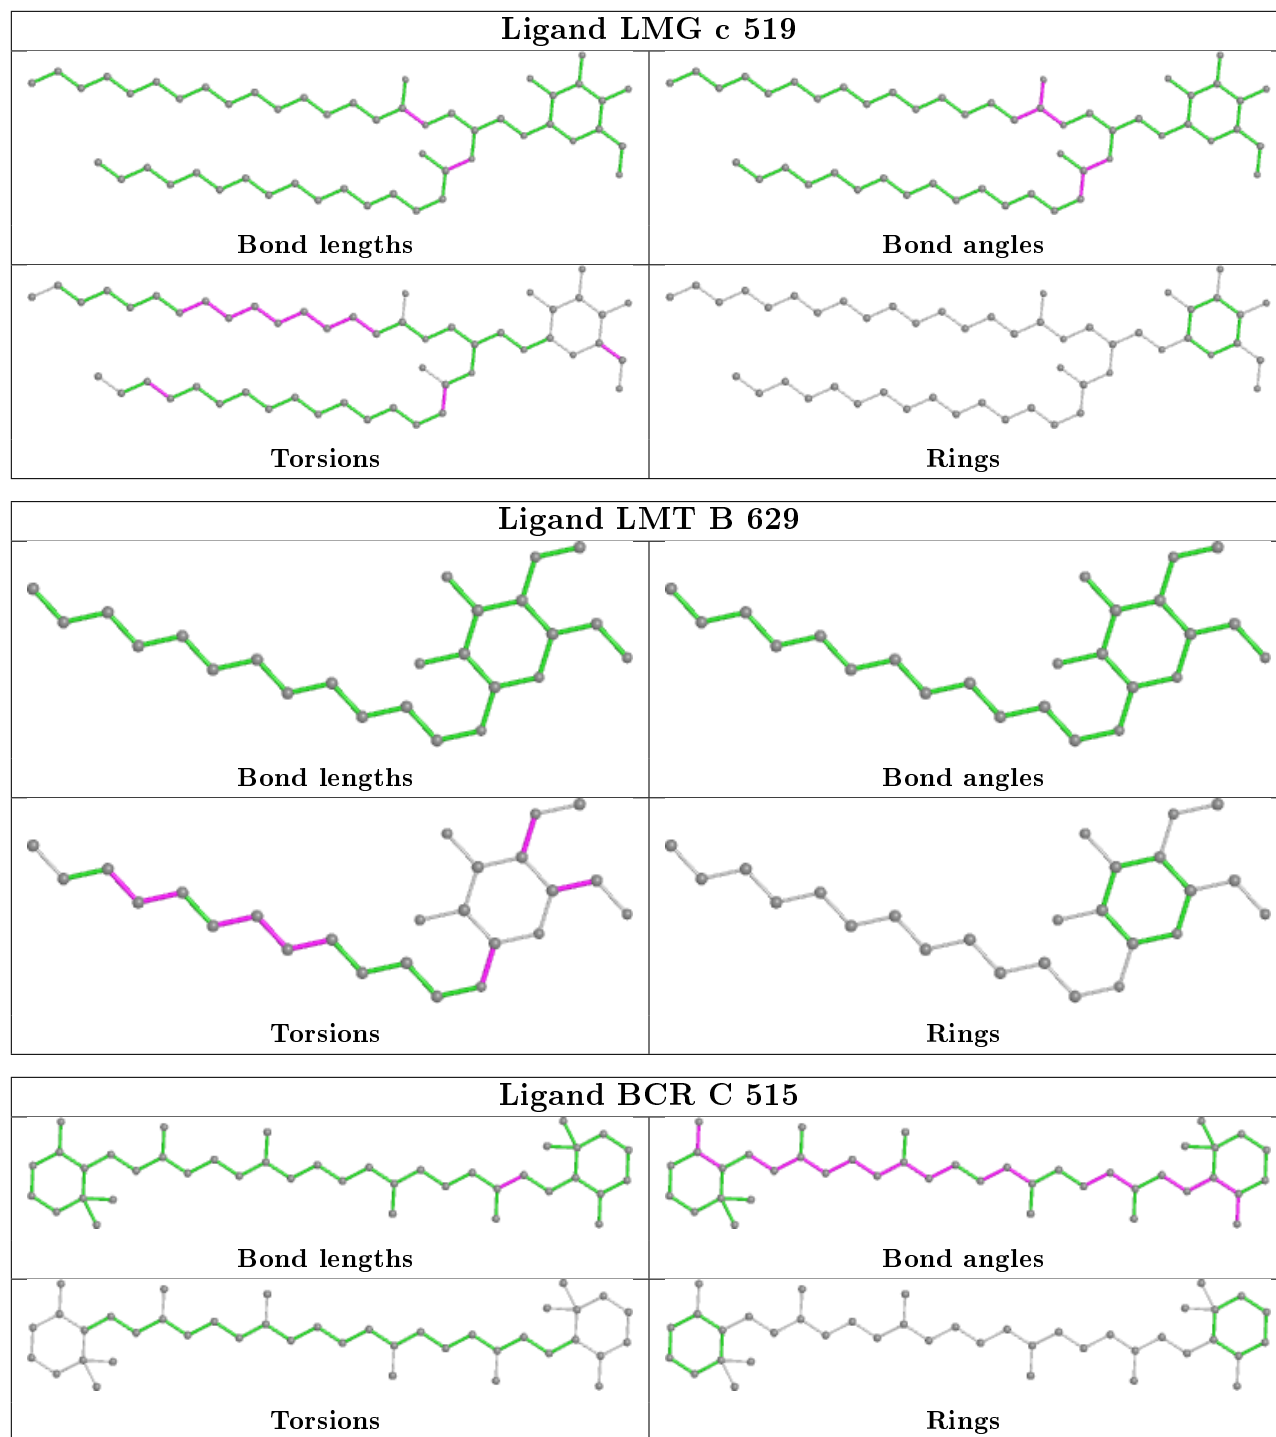 Ligand LMG c 519
Bond lengths
Bond angles
Torsions
Rings
Ligand LMT B 629
Bond lengths
Bond angles
Torsions
Rings
Ligand BCR C 515
Bond lengths
Bond angles
Torsions
Rings